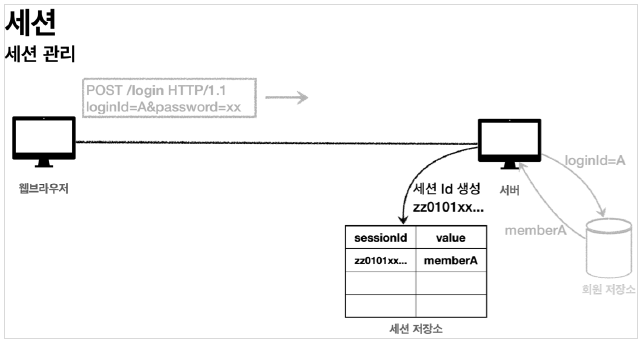 세션
세션 관리
POST /login HTTP/1.1
loginId=A&password=xx
웹브라우저
서버
loginId=A
세션 Id 생성
zz0101xx...
memberA
sessionId value
zz0101xx... memberA
회원 저장소
세션 저장소